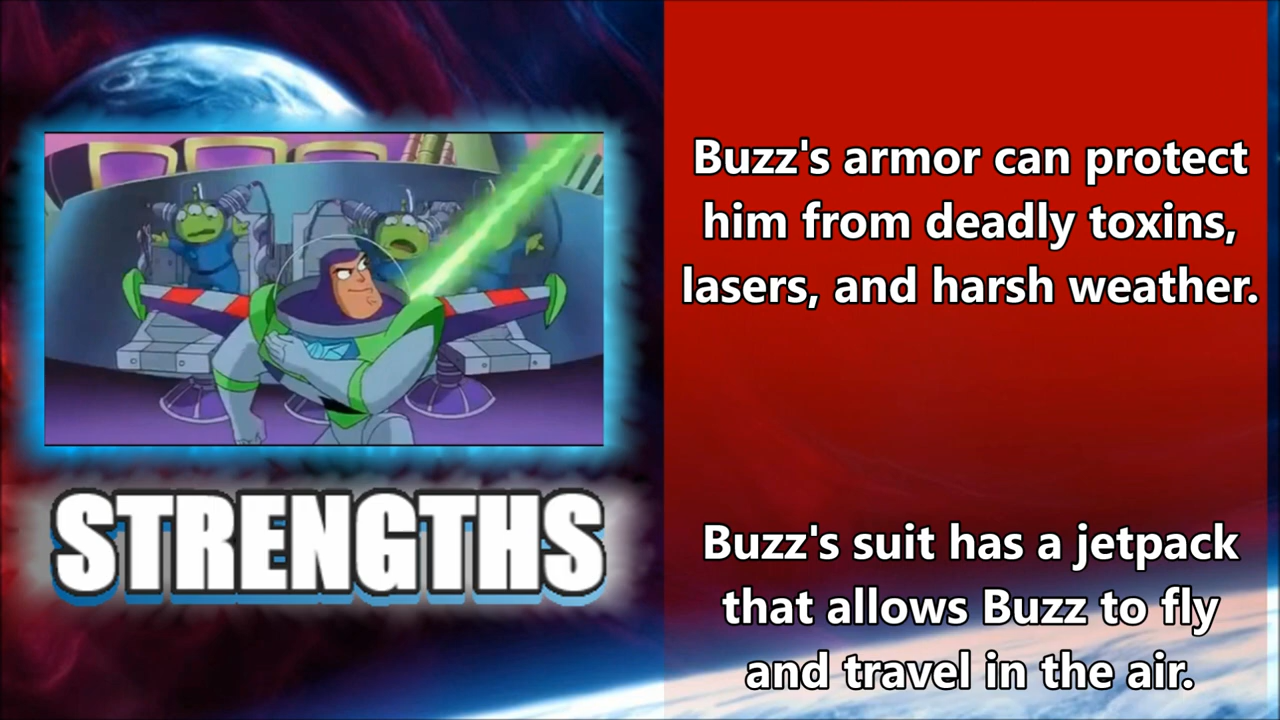 STRENGTHS
Buzz's armor can protect
him from deadly toxins,
lasers, and harsh weather.
Buzz's suit has a jetpack
that allows Buzz to fly
and travel in the air.